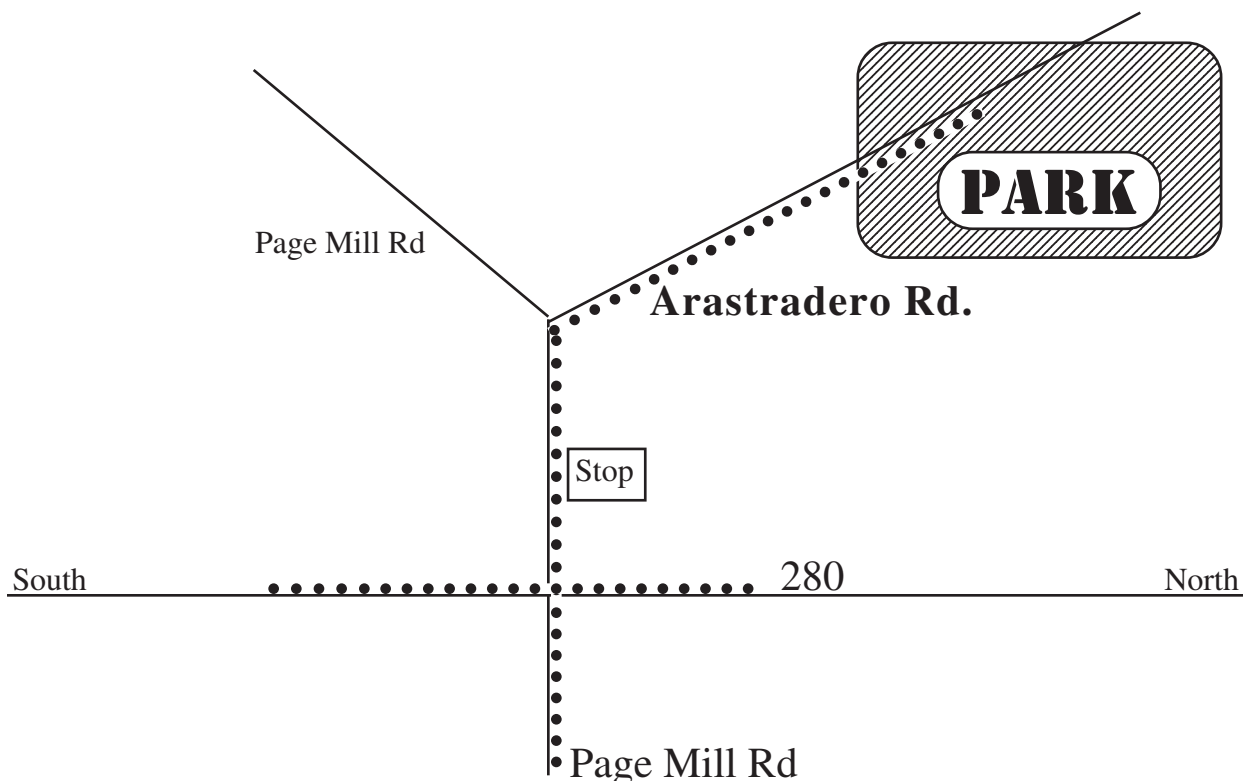 PARK
Page Mill Rd
Arastradero Rd.
Stop
South
280
North
Page Mill Rd